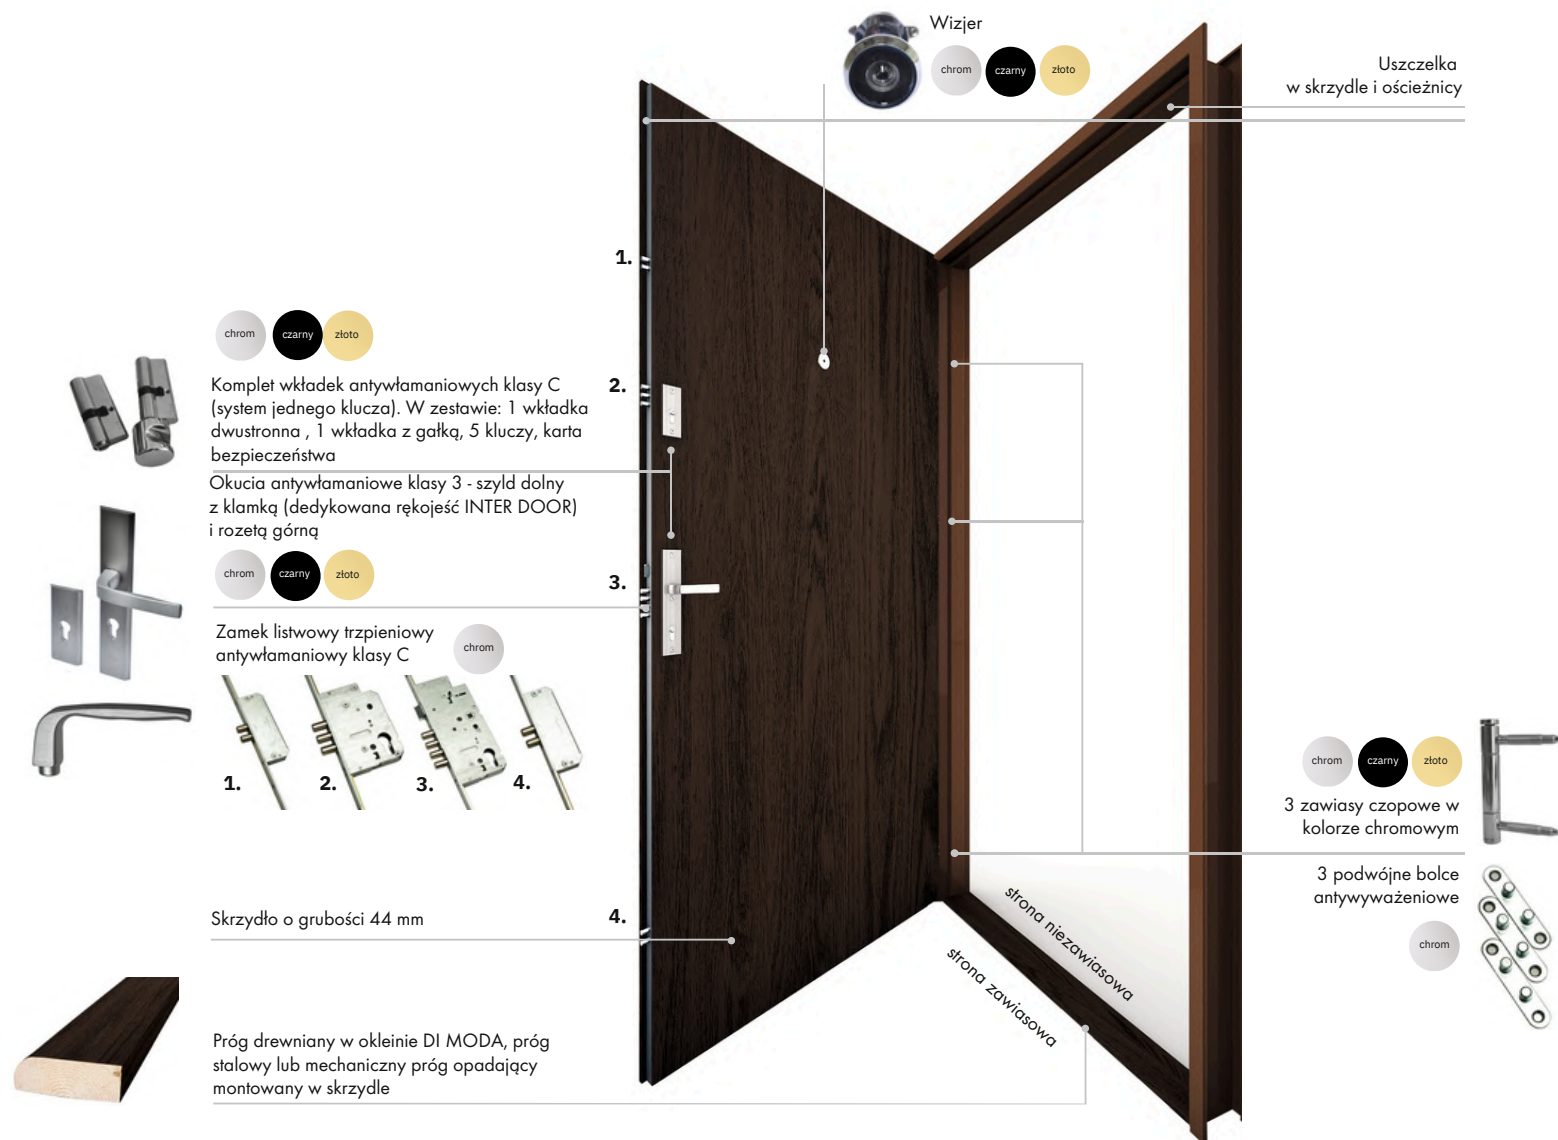 Wizjer
chrom
czarny
złoto
Uszczelka
w skrzydle i ościeżnicy
1.
chrom
czarny
złoto
Komplet wkładek antywłamaniowych klasy C
(system jednego klucza). W zestawie: 1 wkładka
dwustronna , 1 wkładka z gałką, 5 kluczy, karta
bezpieczeństwa
2.
Okucia antywłamaniowe klasy 3 - szyld dolny
z klamką (dedykowana rękojeść INTER DOOR)
i rozetą górną
chrom
czarny
złoto
3.
Zamek listwowy trzpieniowy
antywłamaniowy klasy C
chrom
1.
2.
3.
4.
chrom
czarny
złoto
3 zawiasy czopowe w
kolorze chromowym
3 podwójne bolce
antywyważeniowe
chrom
Skrzydło o grubości 44 mm
4.
strona niezawiasowa
strona zawiasowa
Próg drewniany w okleinie DI MODA, próg
stalowy lub mechaniczny próg opadający
montowany w skrzydle